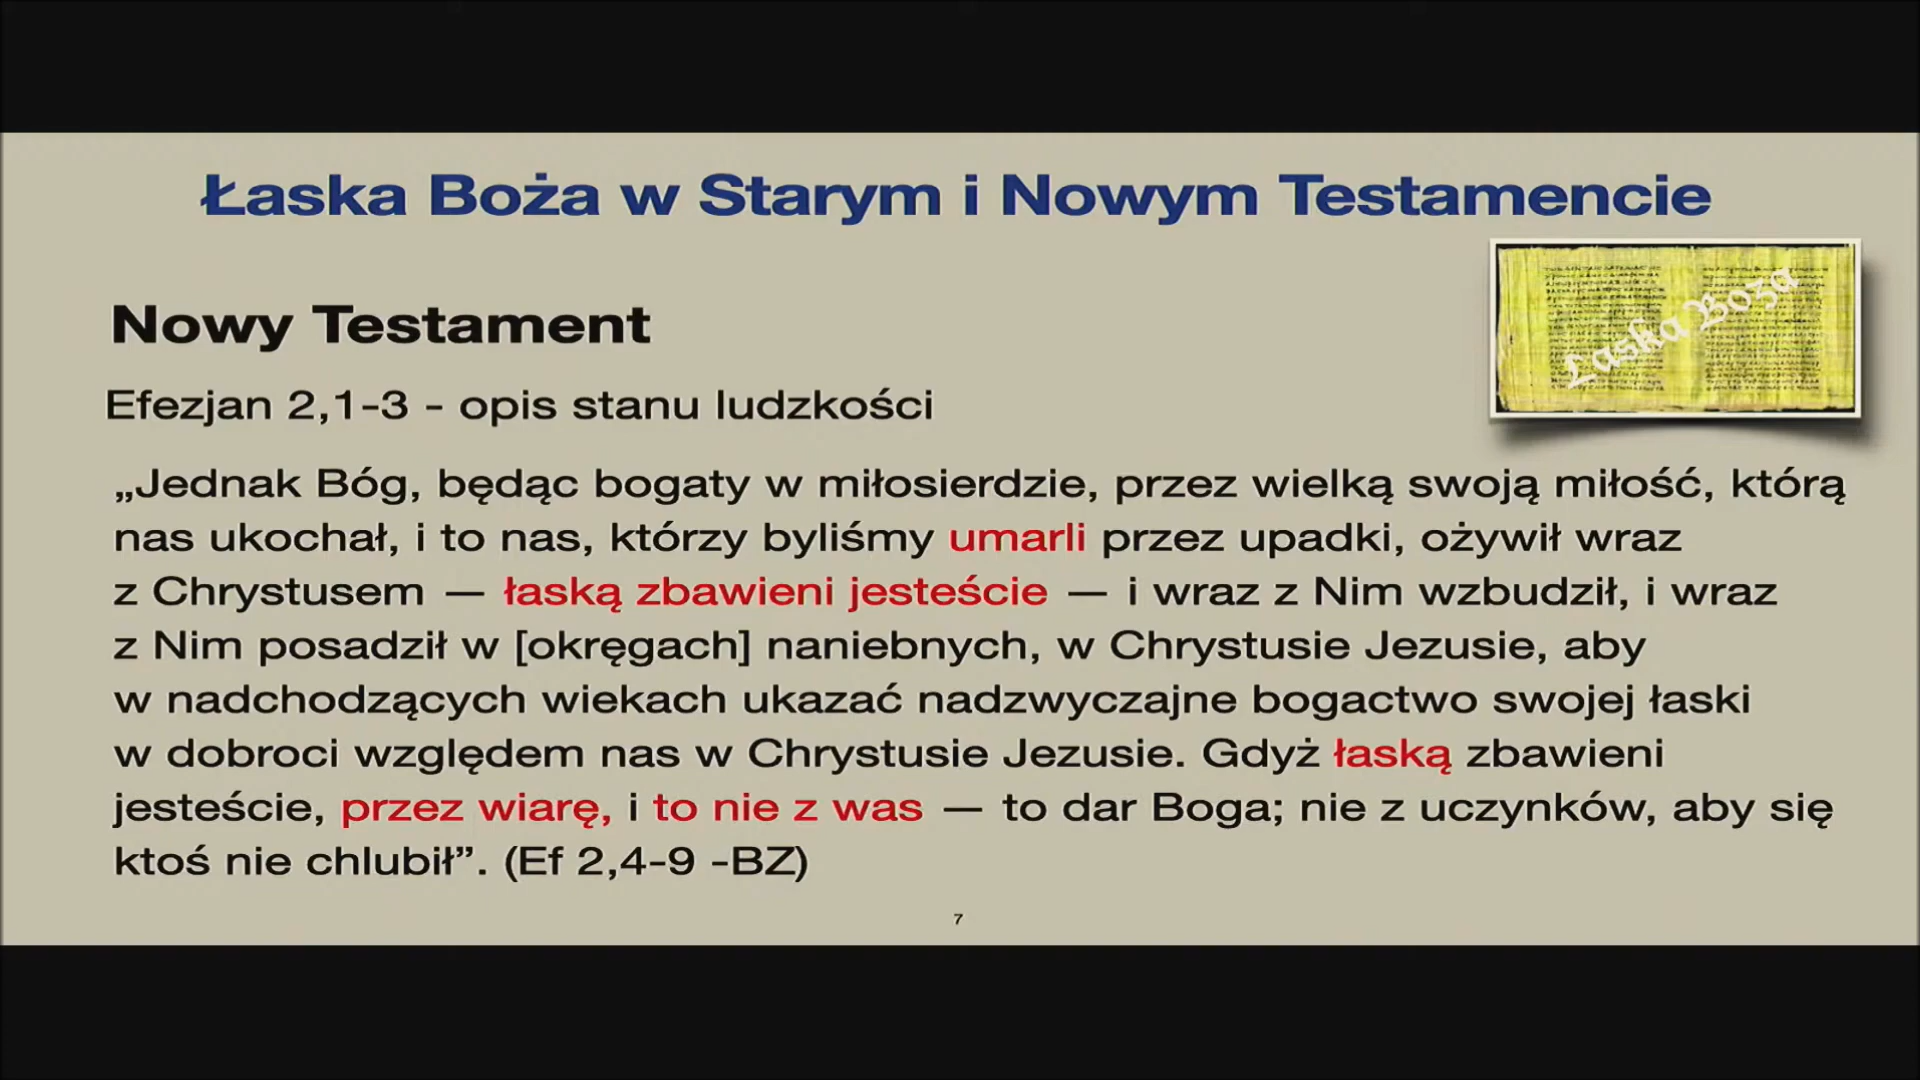 Łaska Boża w Starym i Nowym Testamencie
Łaska Boża
Nowy Testament
Efezjan 2,1-3 - opis stanu ludzkości
„Jednak Bóg, będąc bogaty w miłosierdzie, przez wielką swoją miłość, którą
nas ukochał, i to nas, którzy byliśmy umarli przez upadki, ożywił wraz
z Chrystusem — łaską zbawieni jesteście — i wraz z Nim wzbudził, i wraz
z Nim posadził w [okręgach] naniebnych, w Chrystusie Jezusie, aby
w nadchodzących wiekach ukazać nadzwyczajne bogactwo swojej łaski
w dobroci względem nas w Chrystusie Jezusie. Gdyż łaską zbawieni
jesteście, przez wiarę, i to nie z was — to dar Boga; nie z uczynków, aby się
ktoś nie chlubił”. (Ef 2,4-9 -BZ)
7